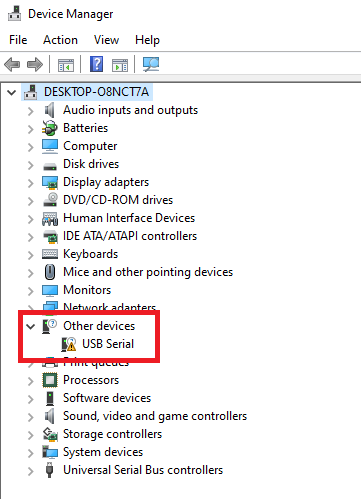 Device Manager
File Action View Help
DESKTOP-O8NCT7A
Audio inputs and outputs
Batteries
Computer
Disk drives
Display adapters
DVD/CD-ROM drives
Human Interface Devices
IDE ATA/ATAPI controllers
Keyboards
Mice and other pointing devices
Monitors
Network adapters
Other devices
USB Serial
Print queues
Processors
Software devices
Sound, video and game controllers
Storage controllers
System devices
Universal Serial Bus controllers